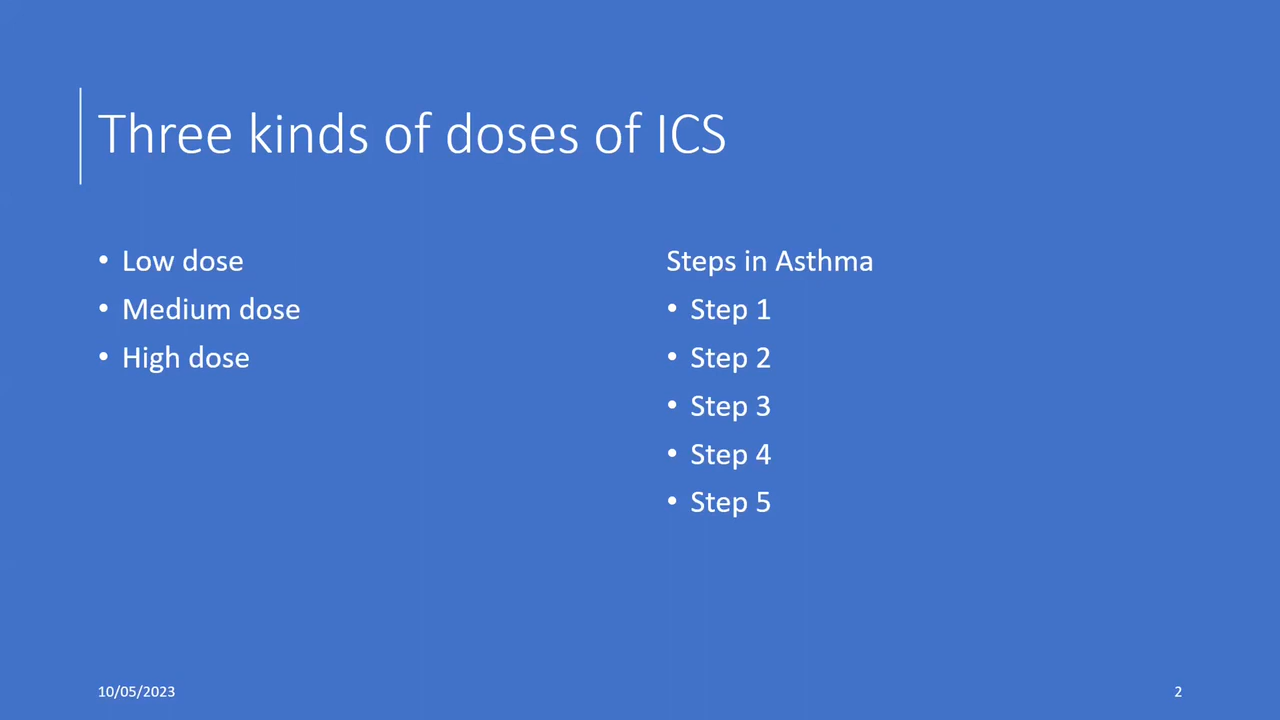 Three kinds of doses of ICS
• Low dose
• Medium dose
• High dose
Steps in Asthma
• Step 1
• Step 2
• Step 3
• Step 4
• Step 5
10/05/2023
2